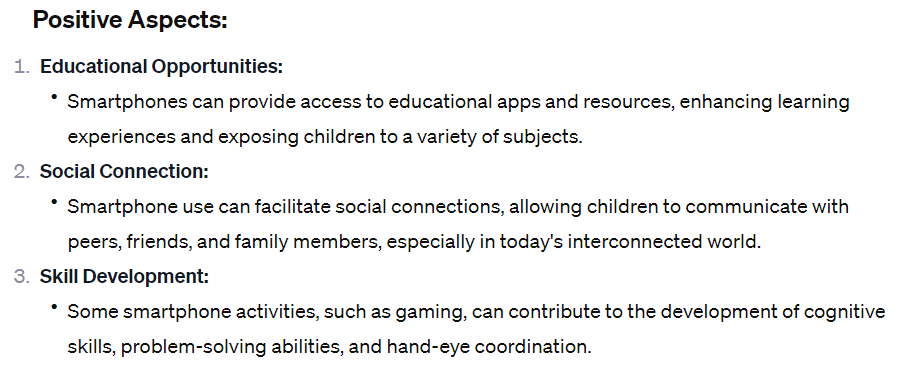 Positive Aspects:
1. Educational Opportunities:
• Smartphones can provide access to educational apps and resources, enhancing learning
experiences and exposing children to a variety of subjects.
2. Social Connection:
• Smartphone use can facilitate social connections, allowing children to communicate with
peers, friends, and family members, especially in today's interconnected world.
3. Skill Development:
• Some smartphone activities, such as gaming, can contribute to the development of cognitive
skills, problem-solving abilities, and hand-eye coordination.